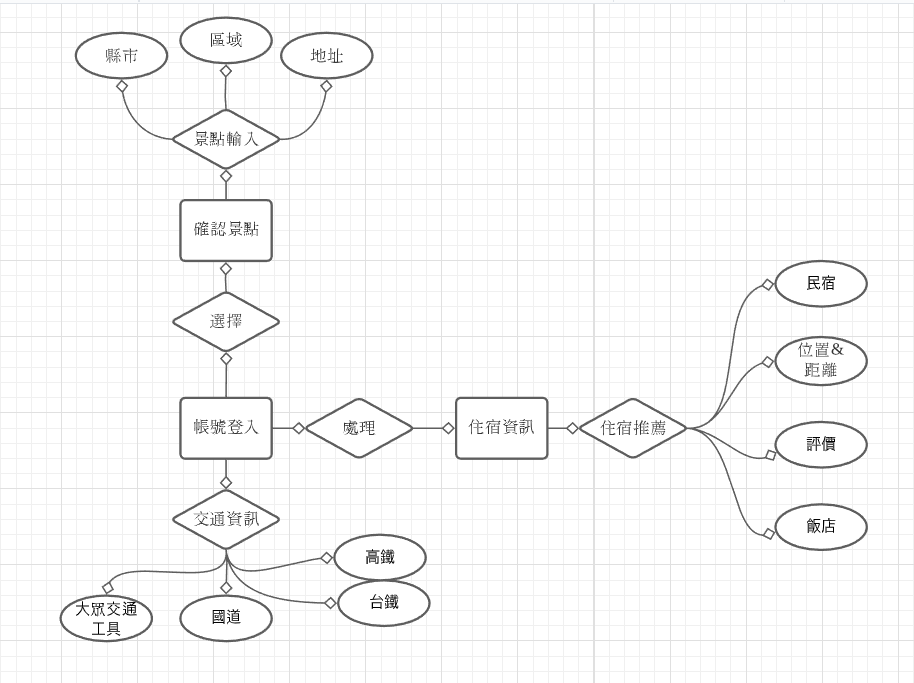 縣市
區域
地址
景點輸入
確認景點
選擇
帳號登入
處理
住宿資訊
住宿推薦
民宿
位置&
距離
評價
飯店
交通資訊
高鐵
台鐵
大眾交通
工具
國道